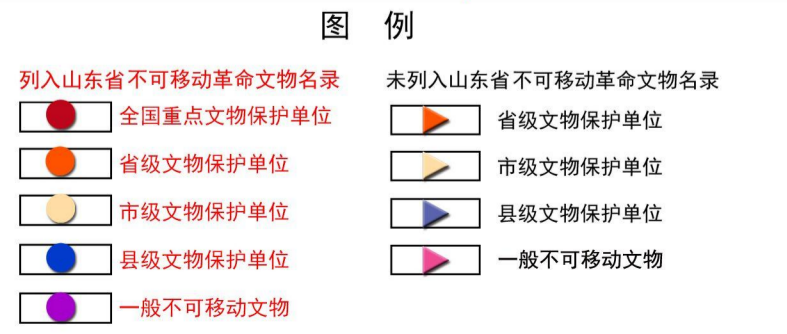 图 例
列入山东省不可移动革命文物名录
全国重点文物保护单位
省级文物保护单位
市级文物保护单位
县级文物保护单位
一般不可移动文物
未列入山东省不可移动革命文物名录
省级文物保护单位
市级文物保护单位
县级文物保护单位
一般不可移动文物